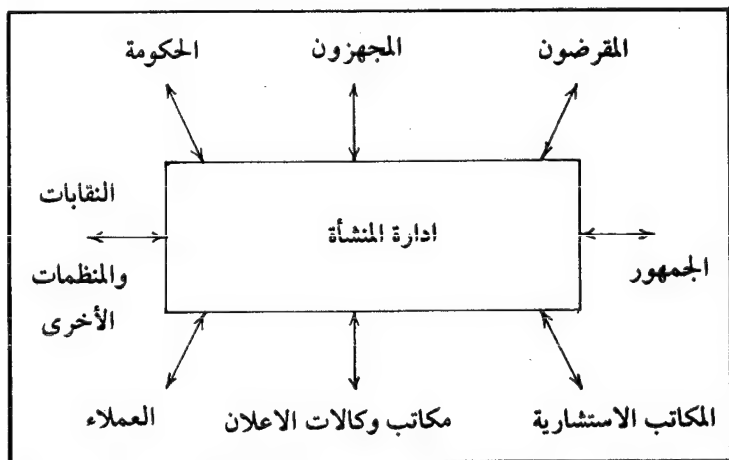 المقرضون
المجهزون
الحكومة
النقابات
ادارة المنشأة
الجمهور
والمنظمات
الأخرى
المكاتب الاستشارية
مكاتب وكالات الاعلان
العملاء